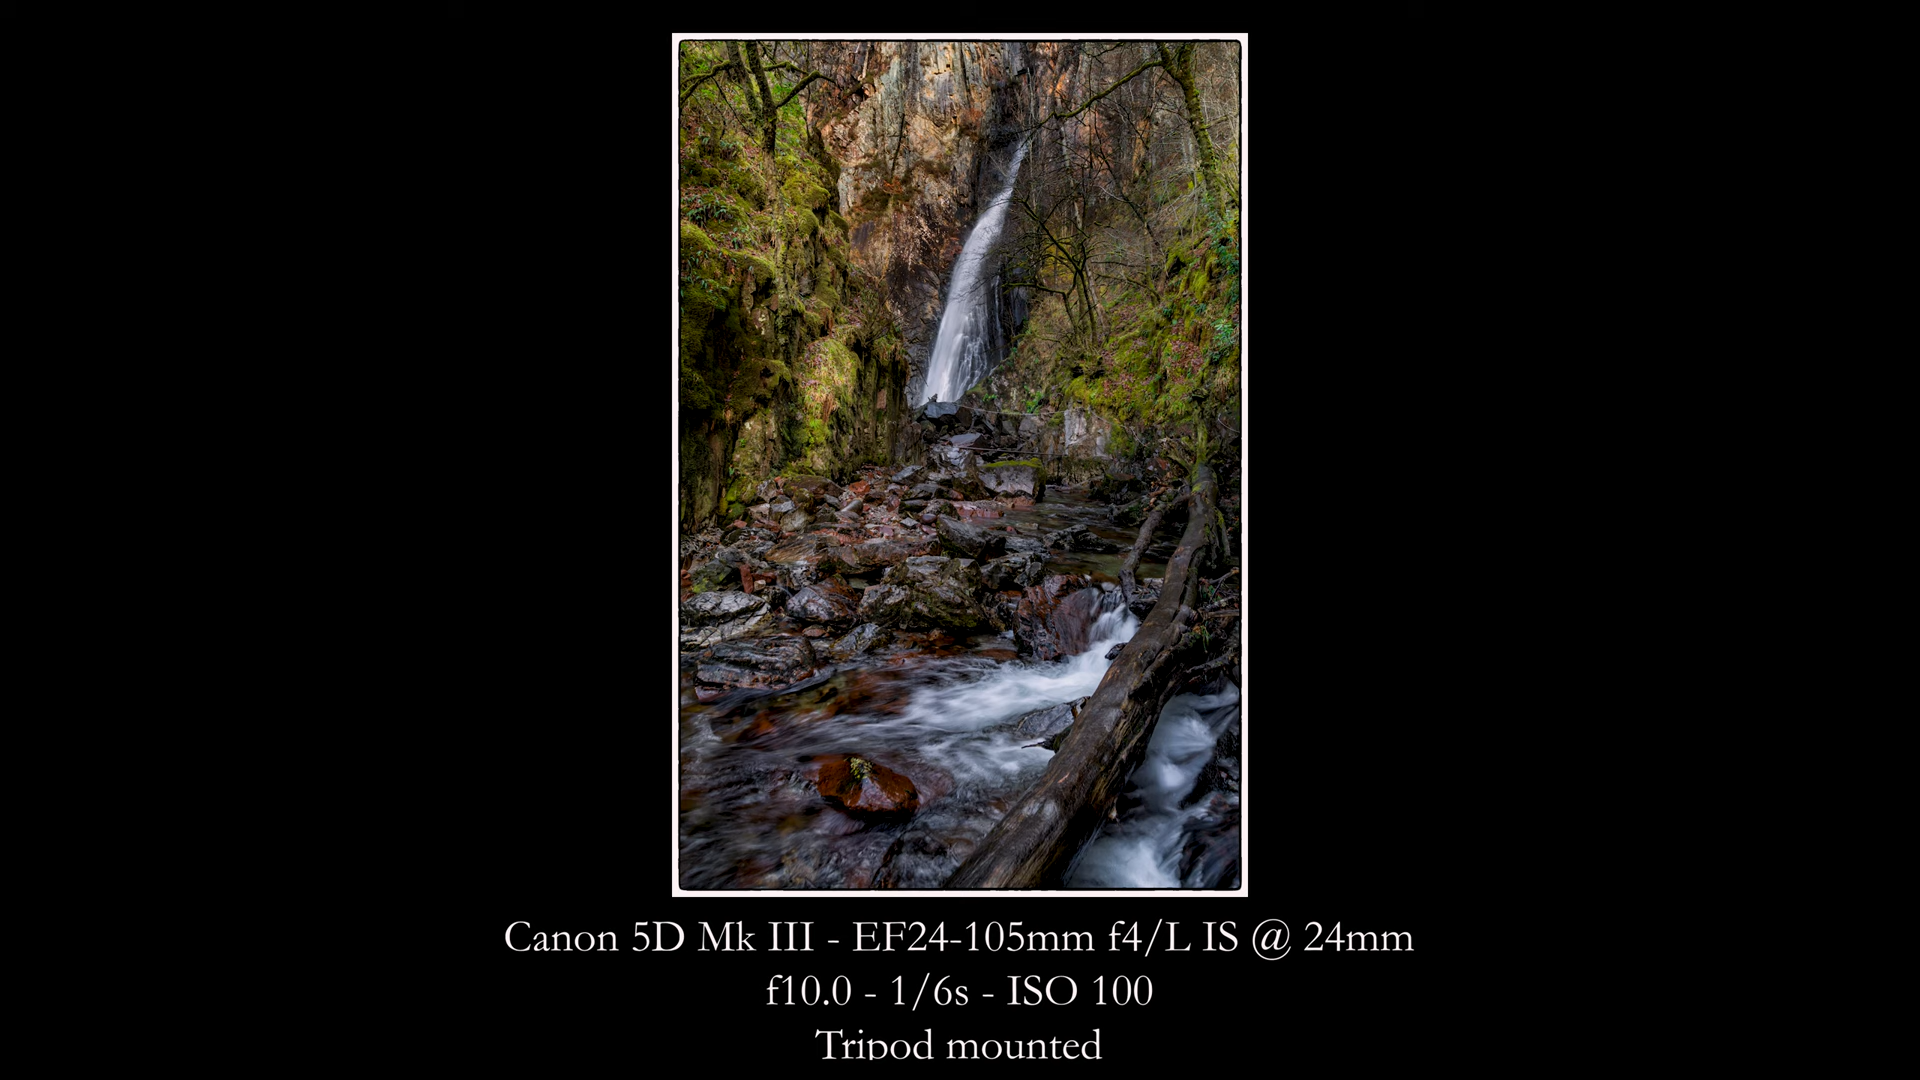 Canon 5D Mk III - EF24-105mm f4/L IS @ 24mm
f10.0 - 1/6s - ISO 100
Tripod mounted